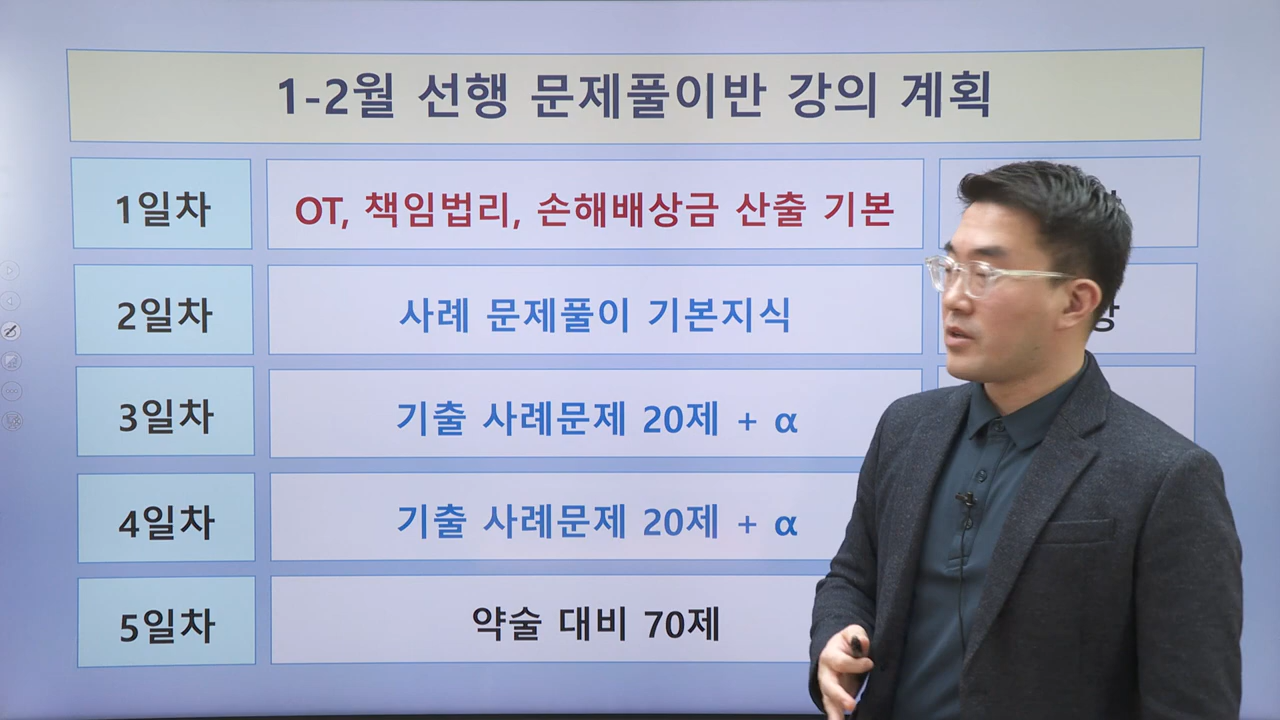 1-2월 선행 문제풀이반 강의 계획
1일차 OT, 책임법리, 손해배상금 산출 기본
2일차 사례 문제풀이 기본지식
3일차 기출 사례문제 20제 + α
4일차 기출 사례문제 20제 + α
5일차 약술 대비 70제